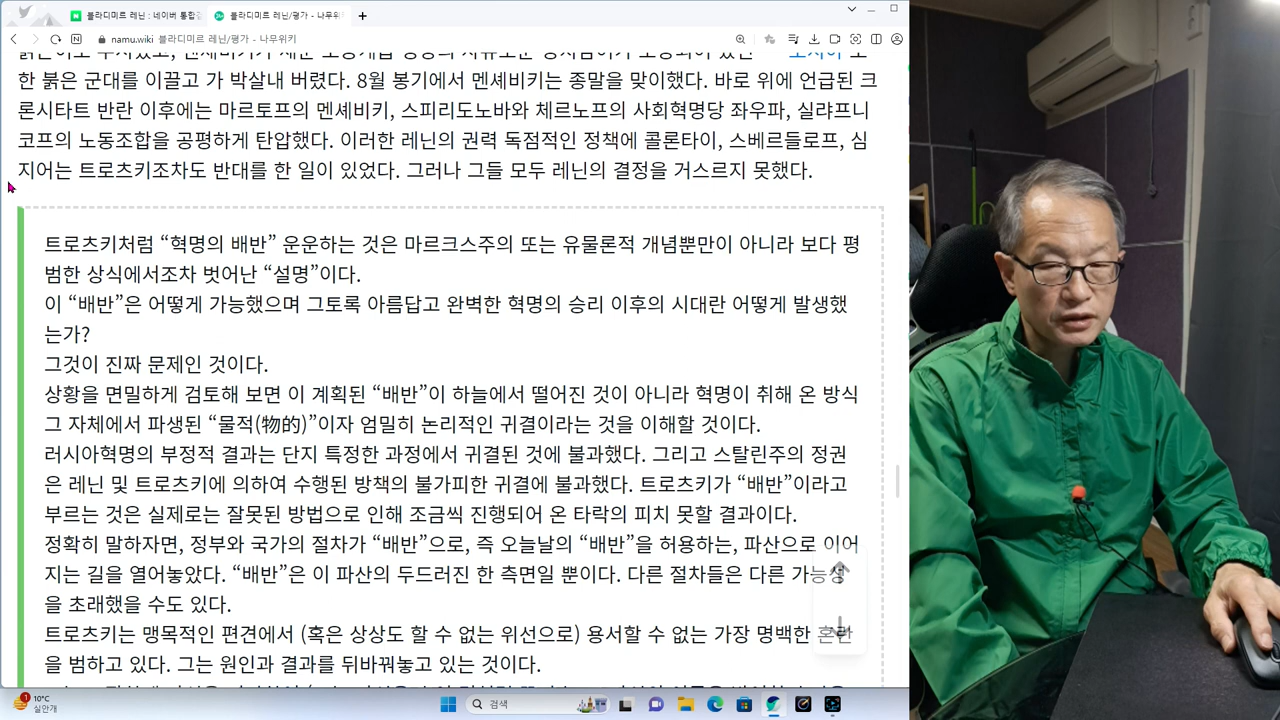 블라디미르 레닌 : 네이버 통합검
블라디미르 레닌/평가 - 나무위키
namu.wiki 블라디미르 레닌/평가 - 나무위키
한 붉은 군대를 이끌고 가 박살내 버렸다. 8월 봉기에서 멘셰비키는 종말을 맞이했다. 바로 위에 언급된 크
론시타트 반란 이후에는 마르토프의 멘셰비키, 스피리도노바와 체르노프의 사회혁명당 좌우파, 실랴프니
코프의 노동조합을 공평하게 탄압했다. 이러한 레닌의 권력 독점적인 정책에 콜론타이, 스베르들로프, 심
지어는 트로츠키조차도 반대를 한 일이 있었다. 그러나 그들 모두 레닌의 결정을 거스르지 못했다.
트로츠키처럼 “혁명의 배반” 운운하는 것은 마르크스주의 또는 유물론적 개념뿐만이 아니라 보다 평
범한 상식에서조차 벗어난 “설명”이다.
이 “배반”은 어떻게 가능했으며 그토록 아름답고 완벽한 혁명의 승리 이후의 시대란 어떻게 발생했
는가?
그것이 진짜 문제인 것이다.
상황을 면밀하게 검토해 보면 이 계획된 “배반”이 하늘에서 떨어진 것이 아니라 혁명이 취해 온 방식
그 자체에서 파생된 “물적(物的)”이자 엄밀히 논리적인 귀결이라는 것을 이해할 것이다.
러시아혁명의 부정적 결과는 단지 특정한 과정에서 귀결된 것에 불과했다. 그리고 스탈린주의 정권
은 레닌 및 트로츠키에 의하여 수행된 방책의 불가피한 귀결에 불과했다. 트로츠키가 “배반”이라고
부르는 것은 실제로는 잘못된 방법으로 인해 조금씩 진행되어 온 타락의 피치 못할 결과이다.
정확히 말하자면, 정부와 국가의 절차가 “배반”으로, 즉 오늘날의 “배반”을 허용하는, 파산으로 이어
지는 길을 열어놓았다. “배반”은 이 파산의 두드러진 한 측면일 뿐이다. 다른 절차들은 다른 가능성
을 초래했을 수도 있다.
트로츠키는 맹목적인 편견에서 (혹은 상상도 할 수 없는 위선으로) 용서할 수 없는 가장 명백한 혼란
을 범하고 있다. 그는 원인과 결과를 뒤바꿔놓고 있는 것이다.
1
10°C
실안개
검색